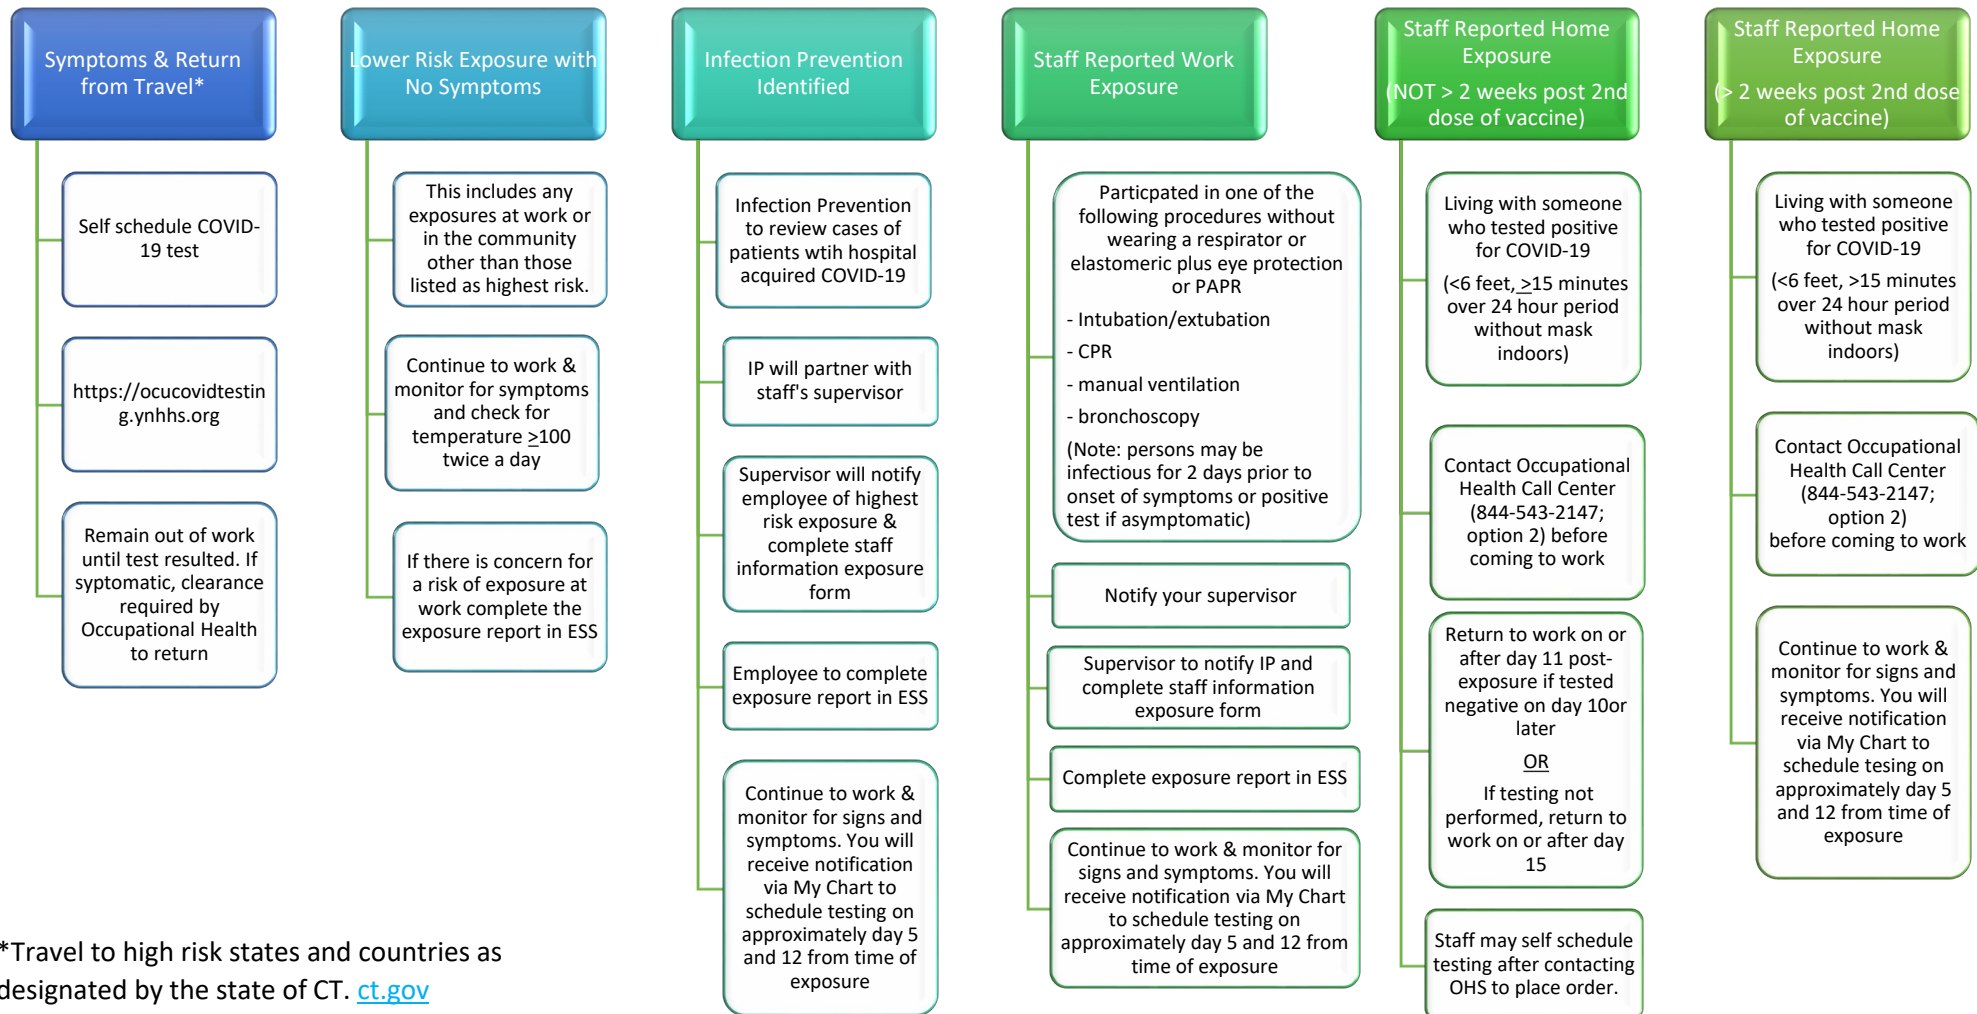 Symptoms & Return
from Travel*
Self schedule COVID-
19 test
https://ocucovidtestin
g.ynhhs.org
Remain out of work
until test resulted. If
syptomatic, clearance
required by
Occupational Health
to return
Lower Risk Exposure with
No Symptoms
This includes any
exposures at work or
in the community
other than those
listed as highest risk.
Continue to work &
monitor for symptoms
and check for
temperature >100
twice a day
If there is concern for
a risk of exposure at
work complete the
exposure report in ESS
Infection Prevention
Identified
Infection Prevention
to review cases of
patients wtih hospital
acquired COVID-19
IP will partner with
staff's supervisor
Supervisor will notify
employee of highest
risk exposure &
complete staff
information exposure
form
Employee to complete
exposure report in ESS
Continue to work &
monitor for signs and
symptoms. You will
receive notification
via My Chart to
schedule testing on
approximately day 5
and 12 from time of
exposure
Staff Reported Work
Exposure
Particpated in one of the
following procedures without
wearing a respirator or
elastomeric plus eye protection
or PAPR
- Intubation/extubation
- CPR
- manual ventilation
- bronchoscopy
(Note: persons may be
infectious for 2 days prior to
onset of symptoms or positive
test if asymptomatic)
Notify your supervisor
Supervisor to notify IP and
complete staff information
exposure form
Complete exposure report in ESS
Continue to work & monitor for
signs and symptoms. You will
receive notification via My Chart
to schedule testing on
approximately day 5 and 12 from
time of exposure
Staff Reported Home
Exposure
(NOT > 2 weeks post 2nd
dose of vaccine)
Living with someone
who tested positive
for COVID-19
(<6 feet, >15 minutes
over 24 hour period
without mask
indoors)
Contact Occupational
Health Call Center
(844-543-2147;
option 2) before
coming to work
Return to work on or
after day 11 post-
exposure if tested
negative on day 10or
later
OR
If testing not
performed, return to
work on or after day
15
Staff may self schedule
testing after contacting
OHS to place order.
Staff Reported Home
Exposure
(> 2 weeks post 2nd dose
of vaccine)
Living with someone
who tested positive
for COVID-19
(<6 feet, >15 minutes
over 24 hour period
without mask
indoors)
Contact Occupational
Health Call Center
(844-543-2147;
option 2)
before coming to work
Continue to work &
monitor for signs and
symptoms. You will
receive notification
via My Chart to
schedule tesing on
approximately day 5
and 12 from time of
exposure
*Travel to high risk states and countries as
designated by the state of CT. ct.gov